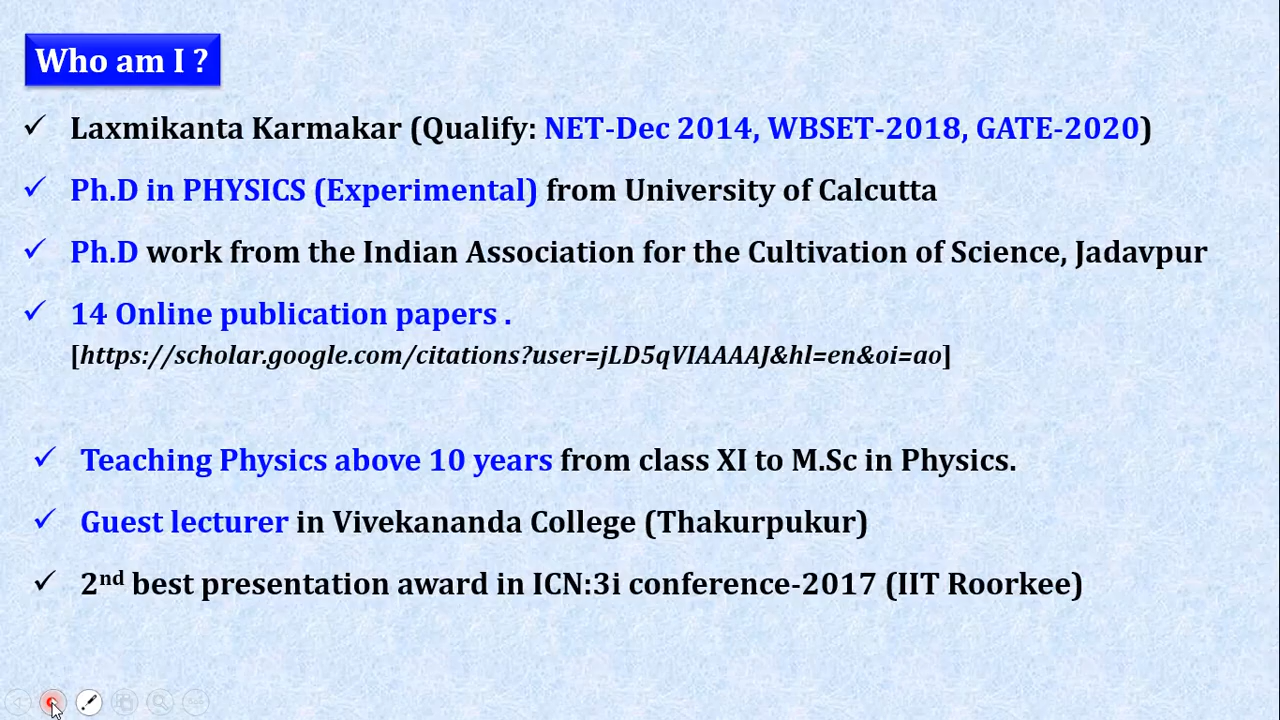 Who am I ?
✓ Laxmikanta Karmakar (Qualify: NET-Dec 2014, WBSET-2018, GATE-2020)
✓ Ph.D in PHYSICS (Experimental) from University of Calcutta
✓ Ph.D work from the Indian Association for the Cultivation of Science, Jadavpur
✓ 14 Online publication papers .
[https://scholar.google.com/citations?user=jLD5qVIAAAAJ&hl=en&oi=ao]
✓ Teaching Physics above 10 years from class XI to M.Sc in Physics.
✓ Guest lecturer in Vivekananda College (Thakurpukur)
✓ 2nd best presentation award in ICN:3i conference-2017 (IIT Roorkee)